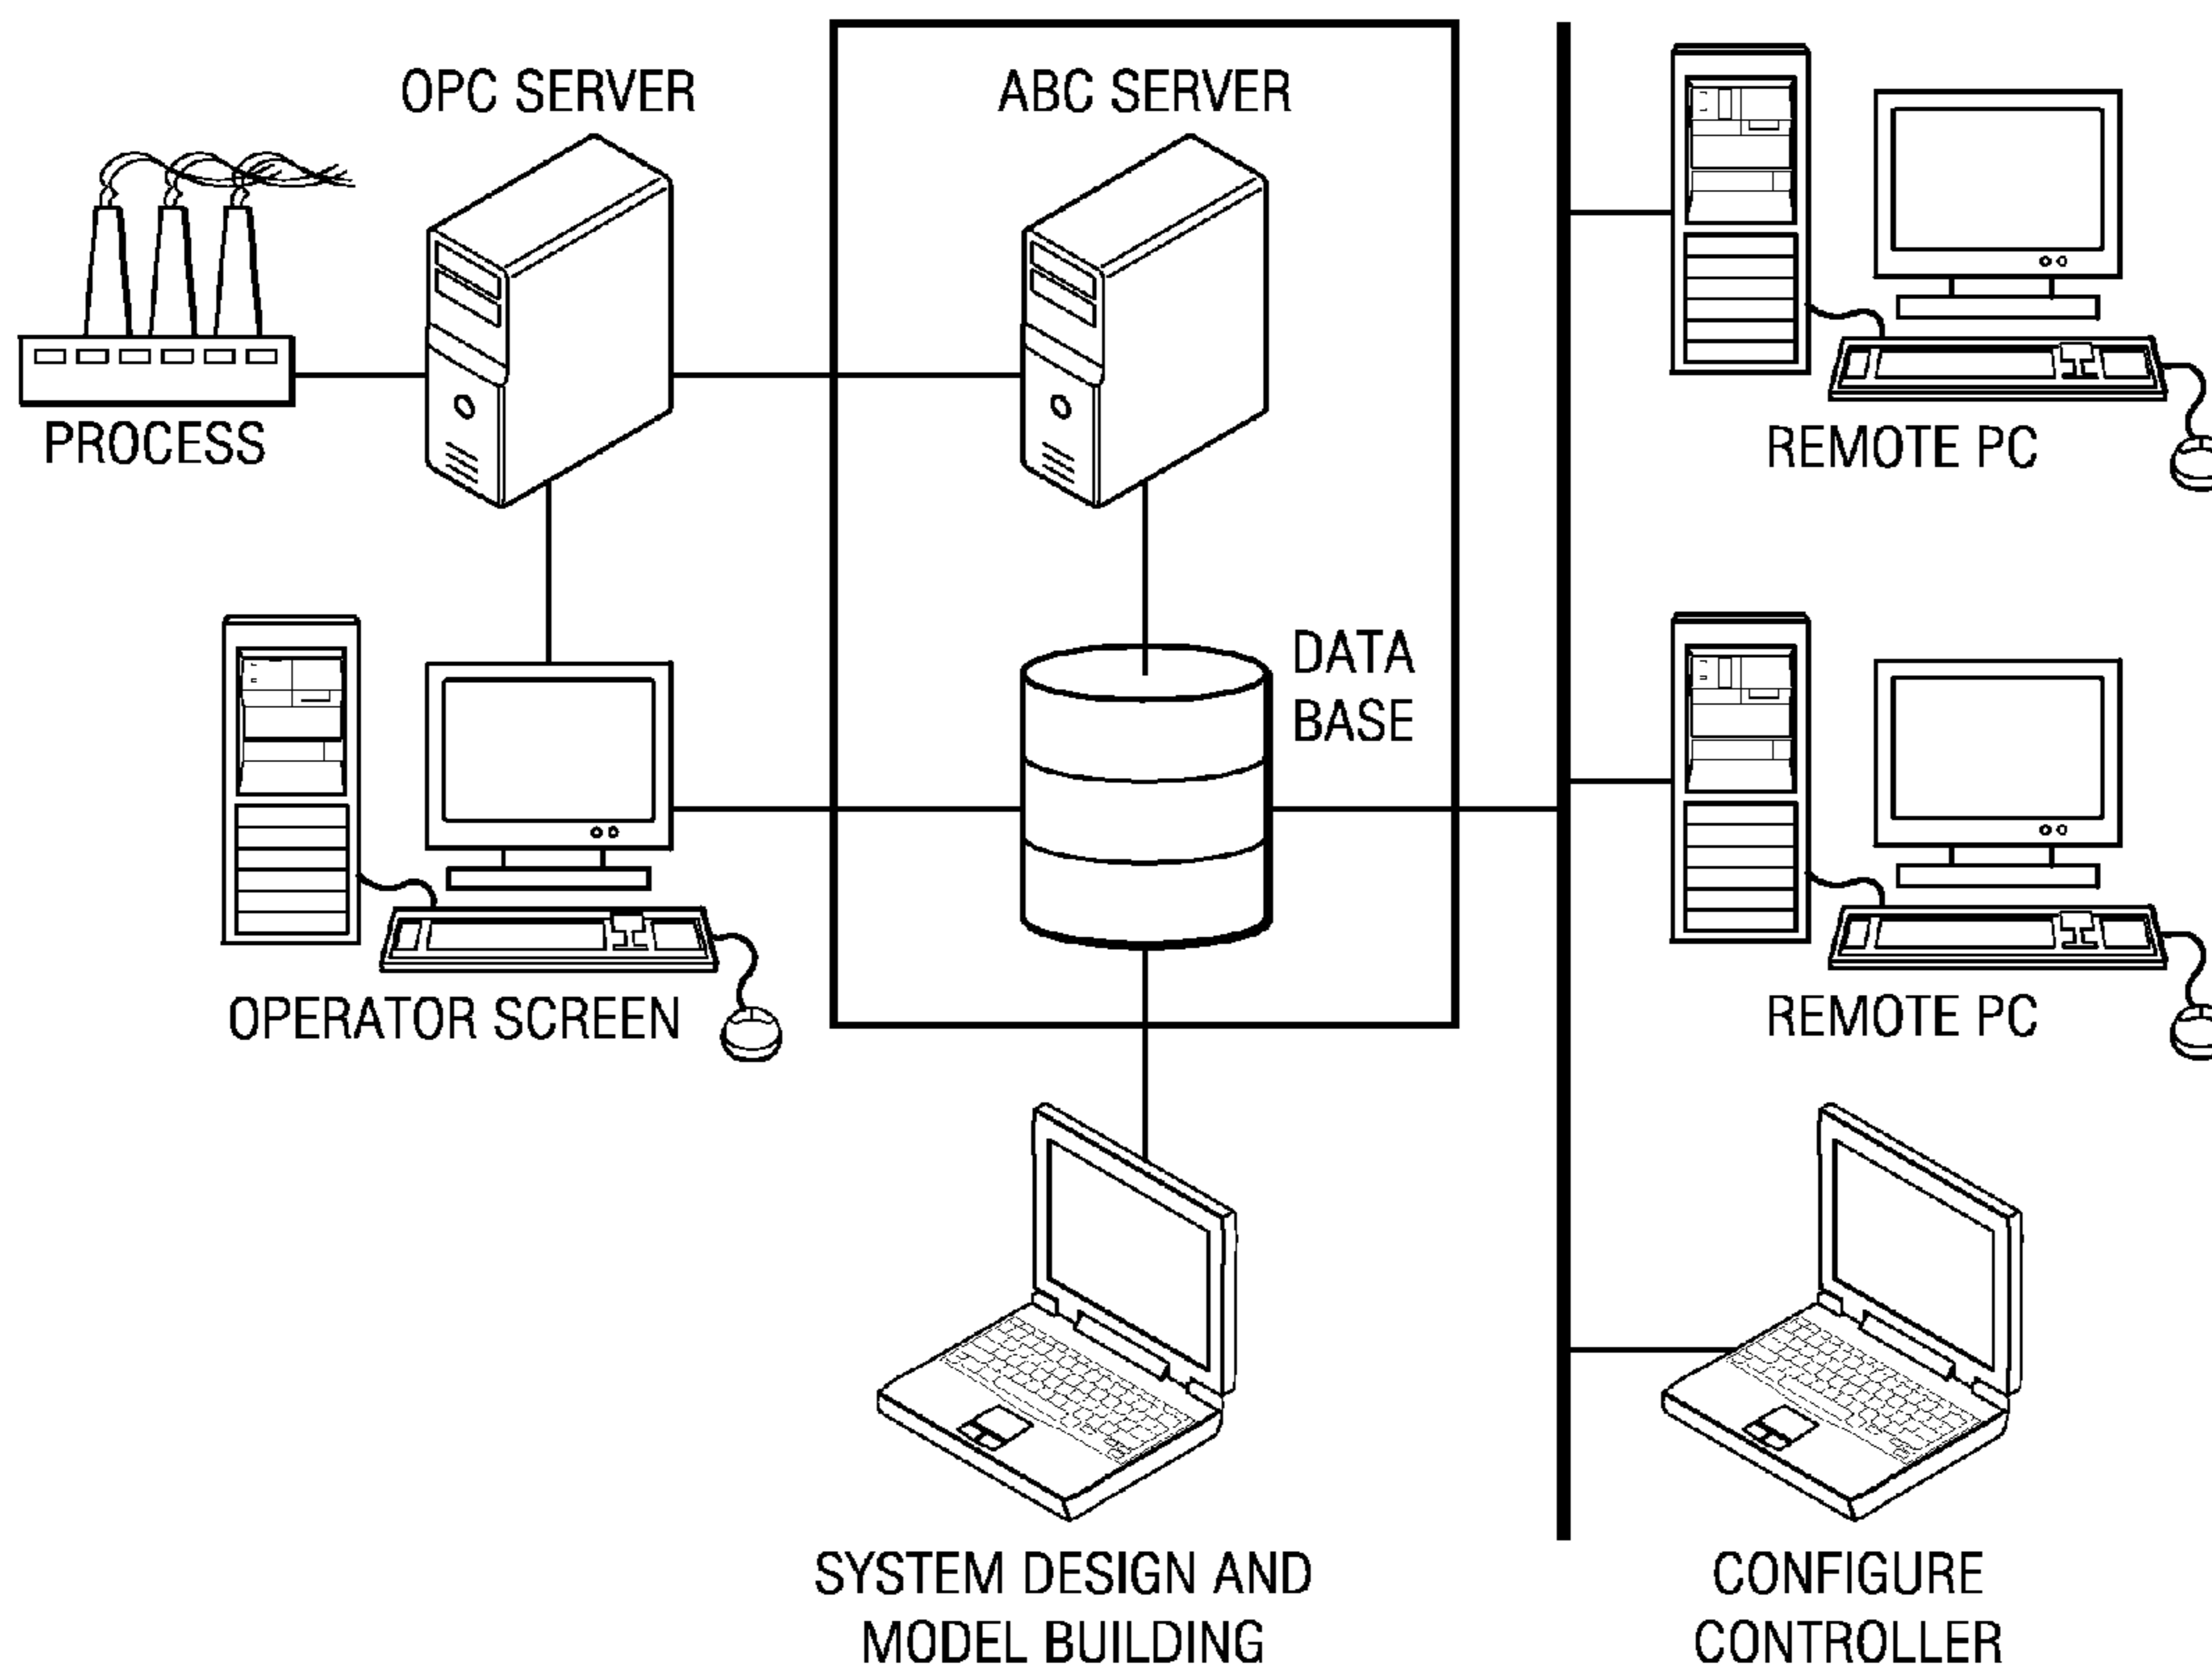 OPC SERVER
ABC SERVER
PROCESS
REMOTE PC
DATA
BASE
OPERATOR SCREEN
REMOTE PC
SYSTEM DESIGN AND
MODEL BUILDING
CONFIGURE
CONTROLLER